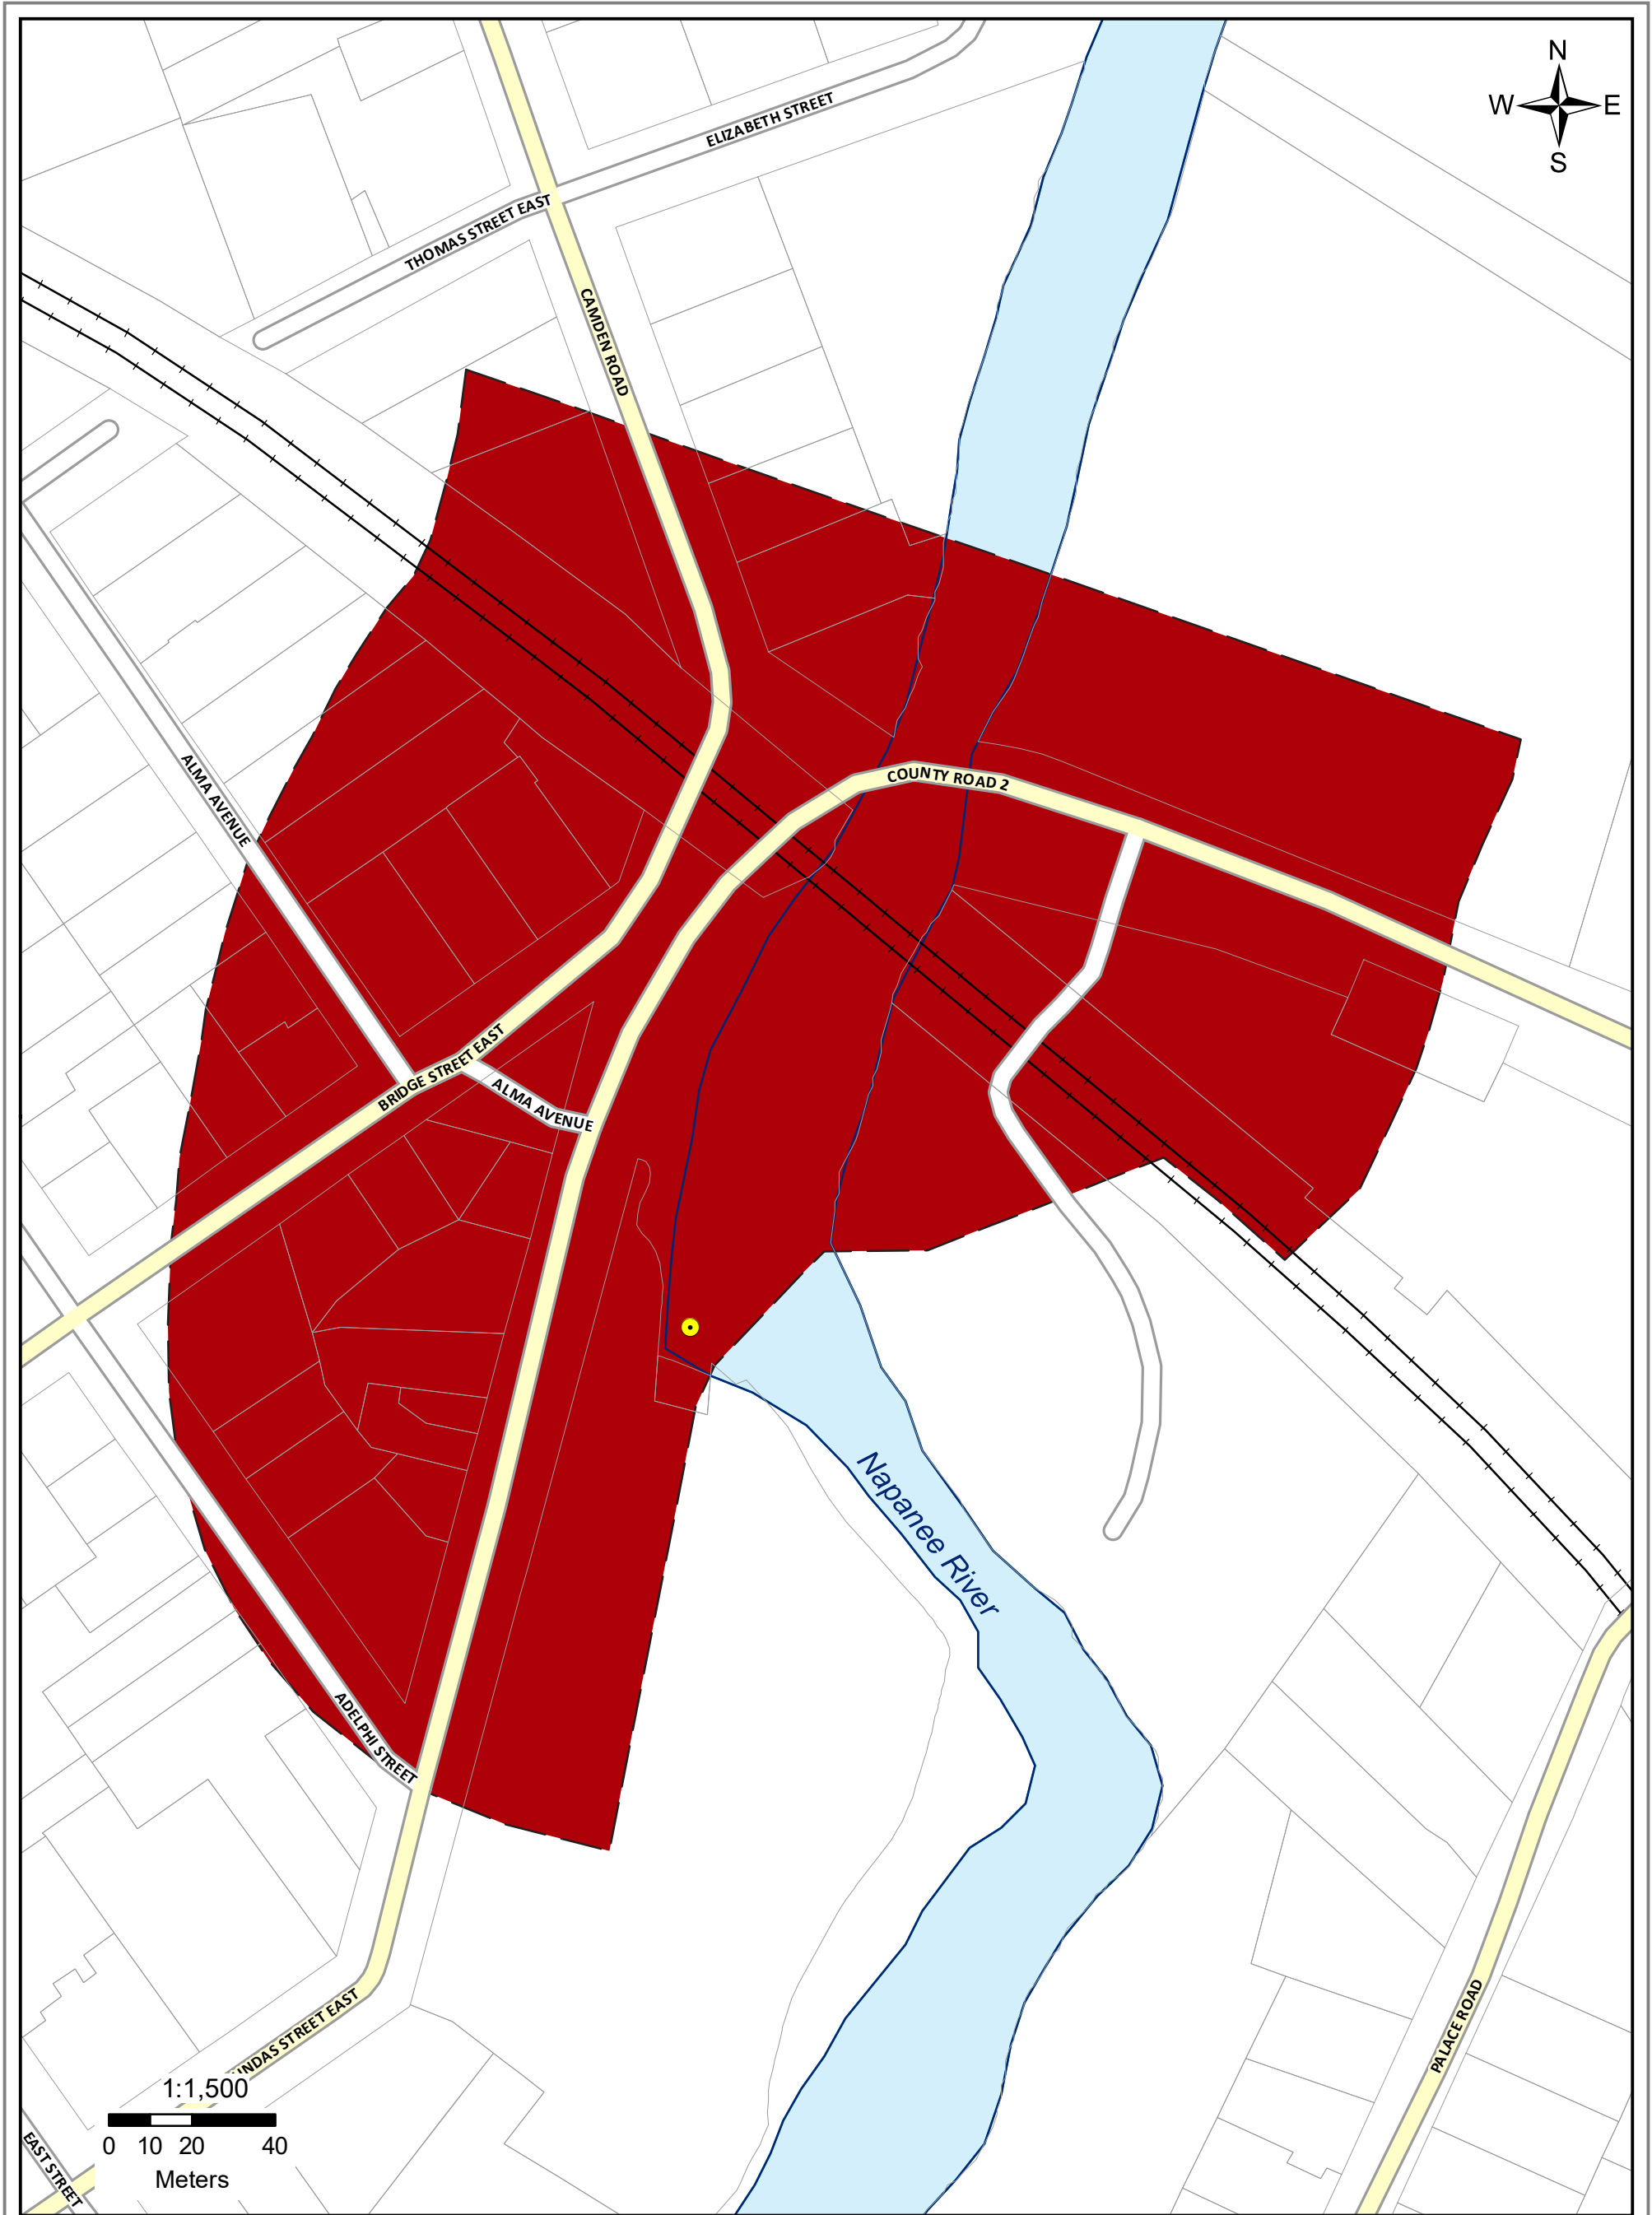 N
W E
S
ELIZABETH STREET
THOMAS STREET EAST
CAMDEN ROAD
COUNTY ROAD 2
ALMA AVENUE
BRIDGE STREET EAST
ALMA AVENUE
Napanee River
ADELPHI STREET
PALACE ROAD
UNDAS STREET EAST
1:1,500
0 10 20 40
Meters
EAST STREET